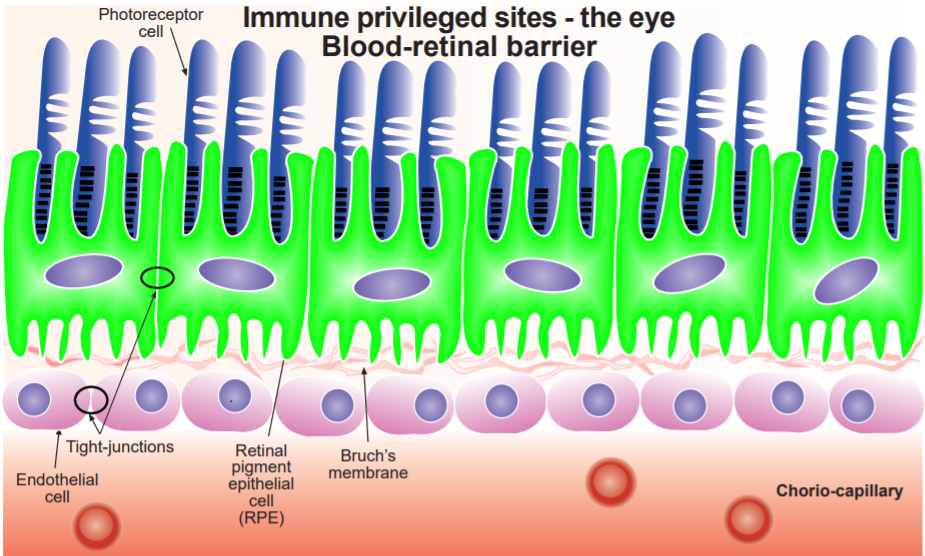 Immune privileged sites - the eye
Blood-retinal barrier
Photoreceptor
cell
Tight-junctions
Endothelial
cell
Retinal
pigment
epithelial
cell
(RPE)
Bruch's
membrane
Chorio-capillary